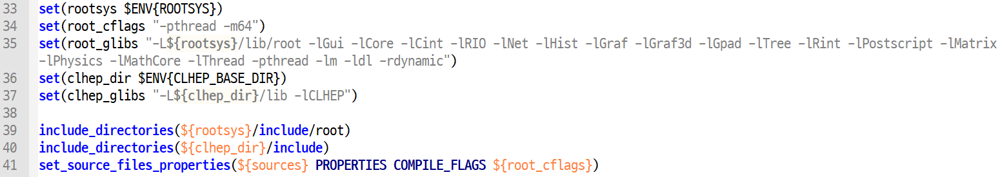 33 set(rootsys $ENV{ROOTSYS})
34 set(root_cflags "-pthread -m64")
35 set(root_glibs "-L${rootsys}/lib/root -lGui -lCore -lCint -lRIO -lNet -lHist -lGraf -lGraf3d -lGpad -lTree -lRint -lPostscript -lMatrix
-lPhysics -lMathCore -lThread -pthread -lm -ldl -rdynamic")
36 set(clhep_dir $ENV{CLHEP_BASE_DIR})
37 set(clhep_glibs "-L${clhep_dir}/lib -lCLHEP")
38
39 include_directories(${rootsys}/include/root)
40 include_directories(${clhep_dir}/include)
41 set_source_files_properties(${sources} PROPERTIES COMPILE_FLAGS ${root_cflags})